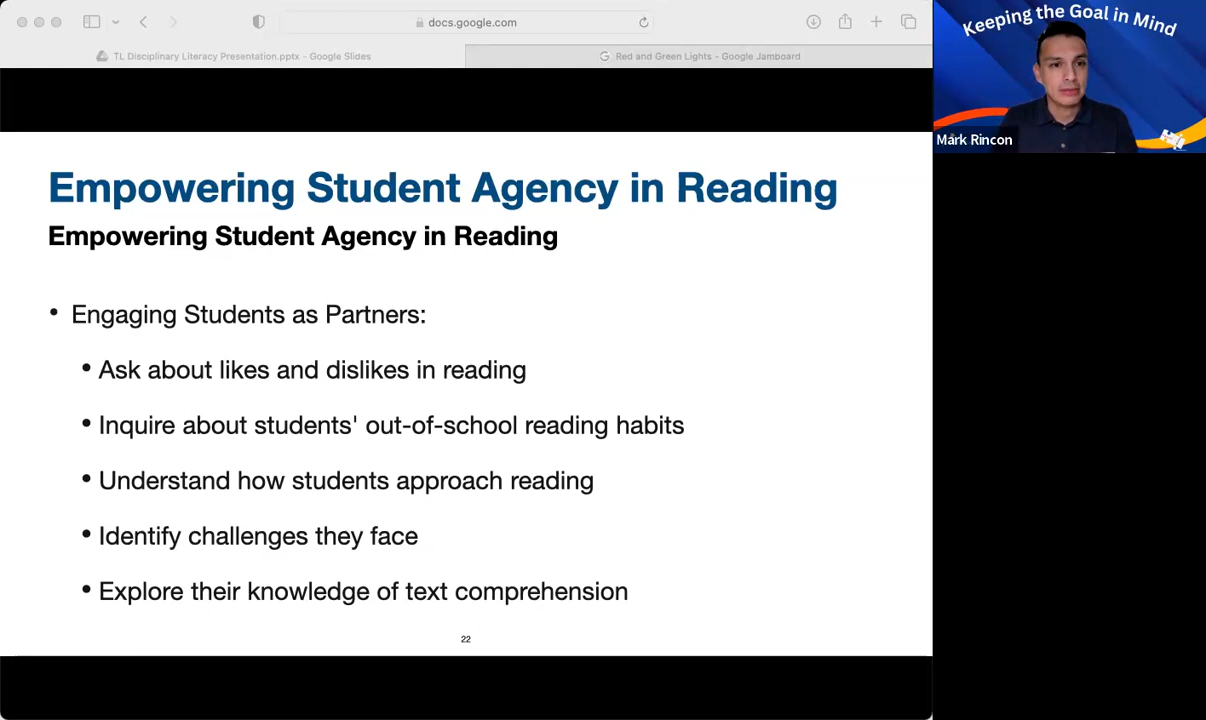 docs.google.com
TL Disciplinary Literacy Presentation.pptx - Google Slides
Red and Green Lights - Google Jamboard
Keeping the Goal in Mind
Mark Rincon
Empowering Student Agency in Reading
Empowering Student Agency in Reading
• Engaging Students as Partners:
• Ask about likes and dislikes in reading
• Inquire about students' out-of-school reading habits
• Understand how students approach reading
• Identify challenges they face
• Explore their knowledge of text comprehension
22